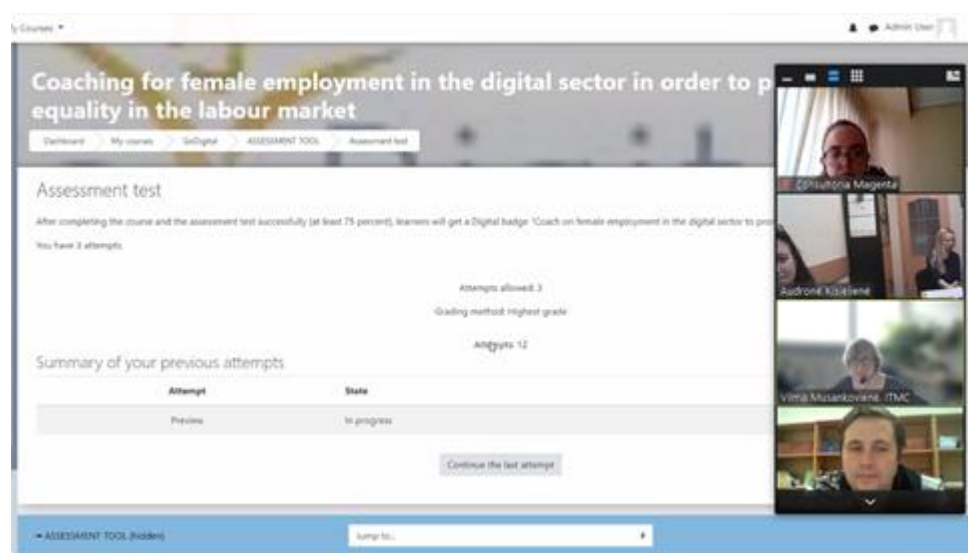 y Courses
Admin User
Coaching for female employment in the digital sector in order to p
equality in the labour market
Dashboard My courses GoDigital ASSESSMENT TOOL Assessment test
Assessment test
After completing the course and the assessment test successfully (at least 75 percent), learners will get a Digital badge "Coach on female employment in the digital sector to pro
You have 3 attempts.
Attempts allowed: 3
Grading method: Highest grade
Attempts: 12
Summary of your previous attempts
Attempt State
Preview In progress
Continue the last attempt
ASSESSMENT TOOL (hidden)
Jump to...
Consultoria Magenta
Audrone Kisieliene
Vilma Musankoviene, ITMC